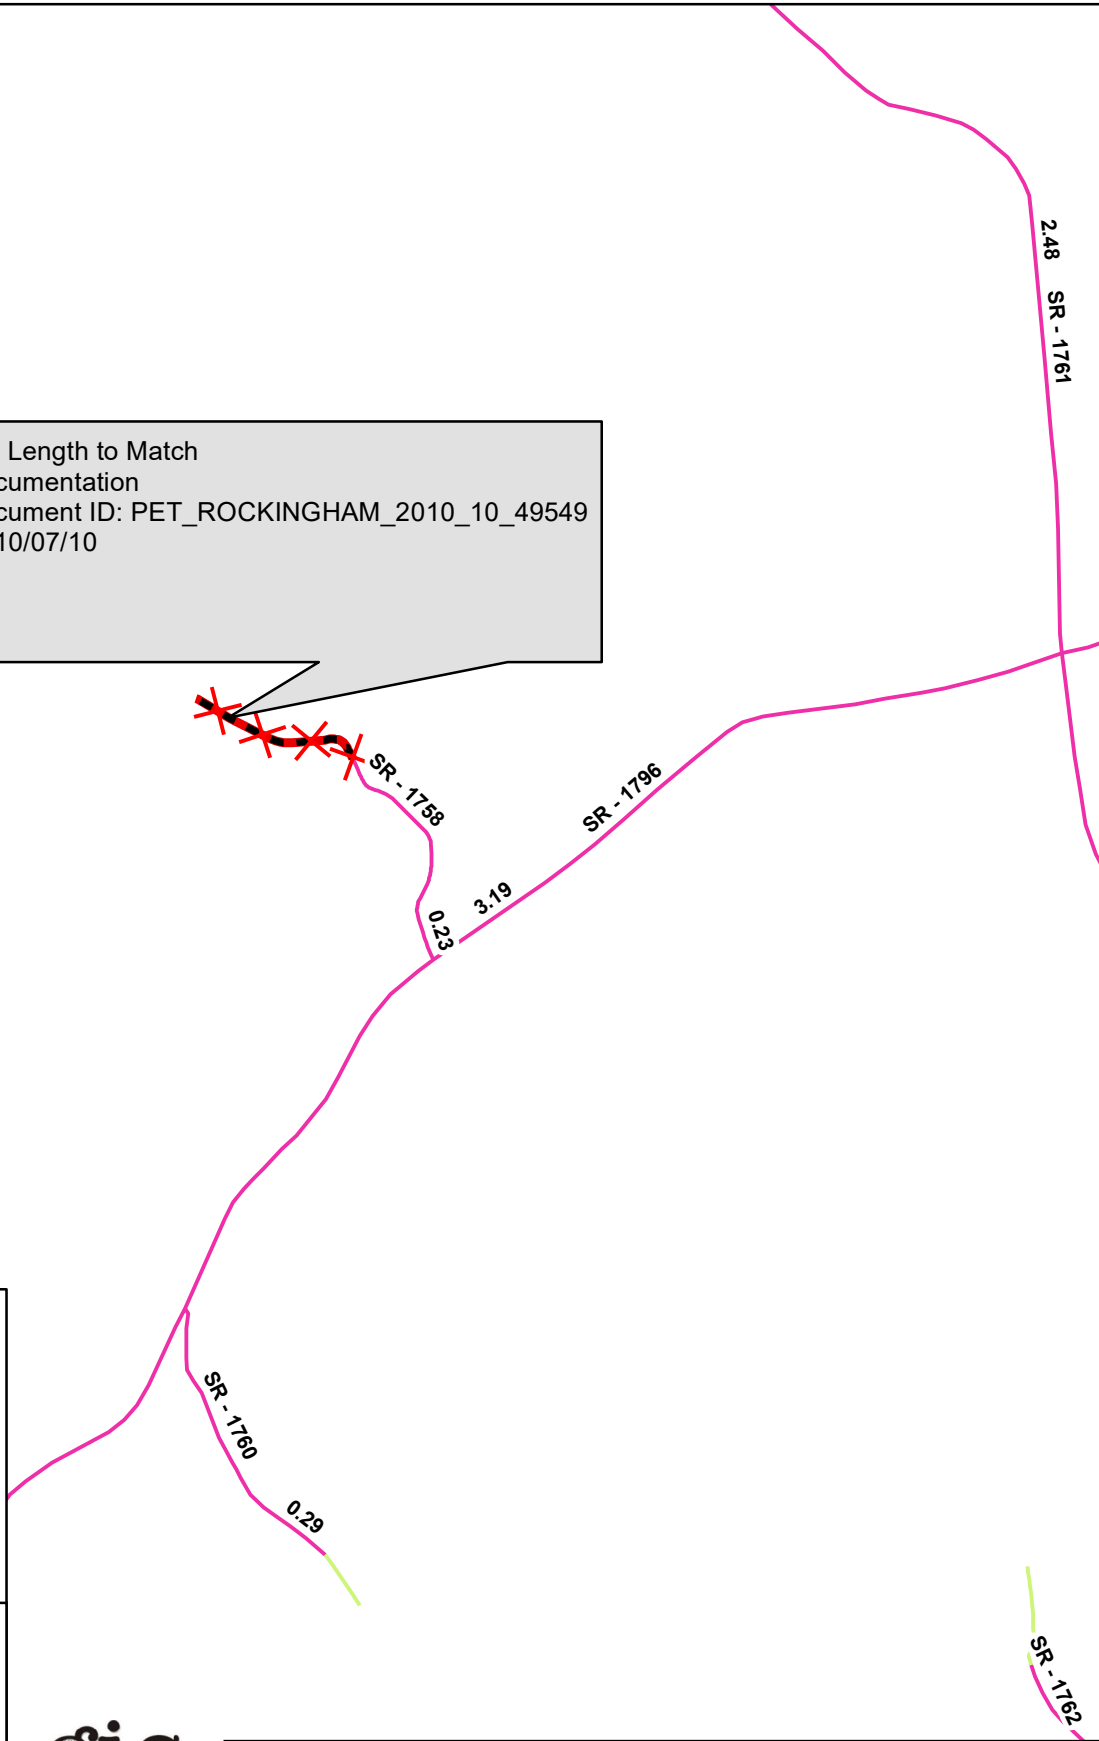 2.48
SR - 1761
Length to Match
cumentation
cument ID: PET_ROCKINGHAM_2010_10_49549
10/07/10
SR - 1758
SR - 1796
3.19
0.23
SR - 1760
0.29
SR - 1762